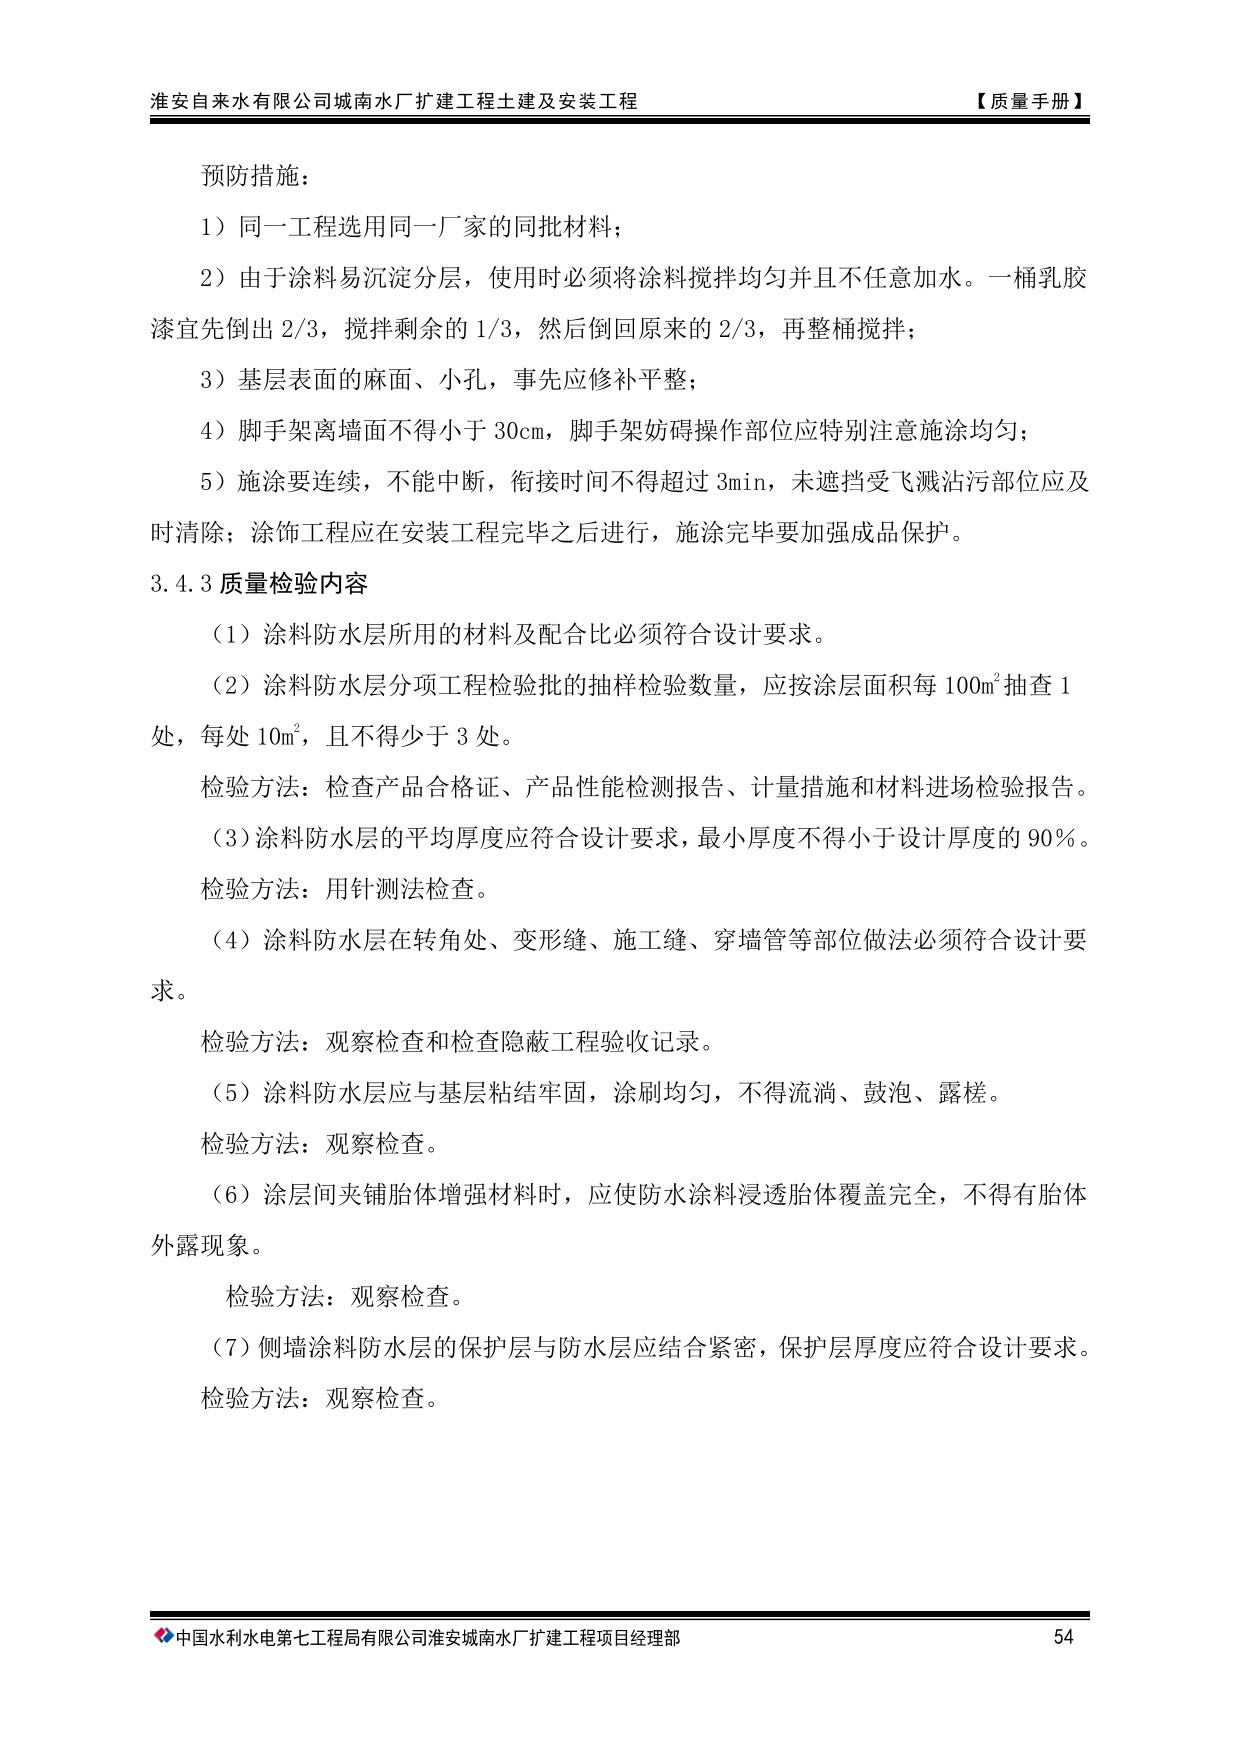 淮安自来水有限公司城南水厂扩建工程土建及安装工程 【质量手册】
预防措施：
1）同一工程选用同一厂家的同批材料；
2）由于涂料易沉淀分层，使用时必须将涂料搅拌均匀并且不任意加水。一桶乳胶
漆宜先倒出 2/3，搅拌剩余的 1/3，然后倒回原来的 2/3，再整桶搅拌；
3）基层表面的麻面、小孔，事先应修补平整；
4）脚手架离墙面不得小于 30cm，脚手架妨碍操作部位应特别注意施涂均匀；
5）施涂要连续，不能中断，衔接时间不得超过 3min，未遮挡受飞溅沾污部位应及
时清除；涂饰工程应在安装工程完毕之后进行，施涂完毕要加强成品保护。
3.4.3 质量检验内容
（1）涂料防水层所用的材料及配合比必须符合设计要求。
（2）涂料防水层分项工程检验批的抽样检验数量，应按涂层面积每 100m²抽查 1
处，每处 10m²，且不得少于 3 处。
检验方法：检查产品合格证、产品性能检测报告、计量措施和材料进场检验报告。
（3）涂料防水层的平均厚度应符合设计要求，最小厚度不得小于设计厚度的 90%。
检验方法：用针测法检查。
（4）涂料防水层在转角处、变形缝、施工缝、穿墙管等部位做法必须符合设计要
求。
检验方法：观察检查和检查隐蔽工程验收记录。
（5）涂料防水层应与基层粘结牢固，涂刷均匀，不得流淌、鼓泡、露槎。
检验方法：观察检查。
（6）涂层间夹铺胎体增强材料时，应使防水涂料浸透胎体覆盖完全，不得有胎体
外露现象。
检验方法：观察检查。
（7）侧墙涂料防水层的保护层与防水层应结合紧密，保护层厚度应符合设计要求。
检验方法：观察检查。
中国水利水电第七工程局有限公司淮安城南水厂扩建工程项目经理部 54